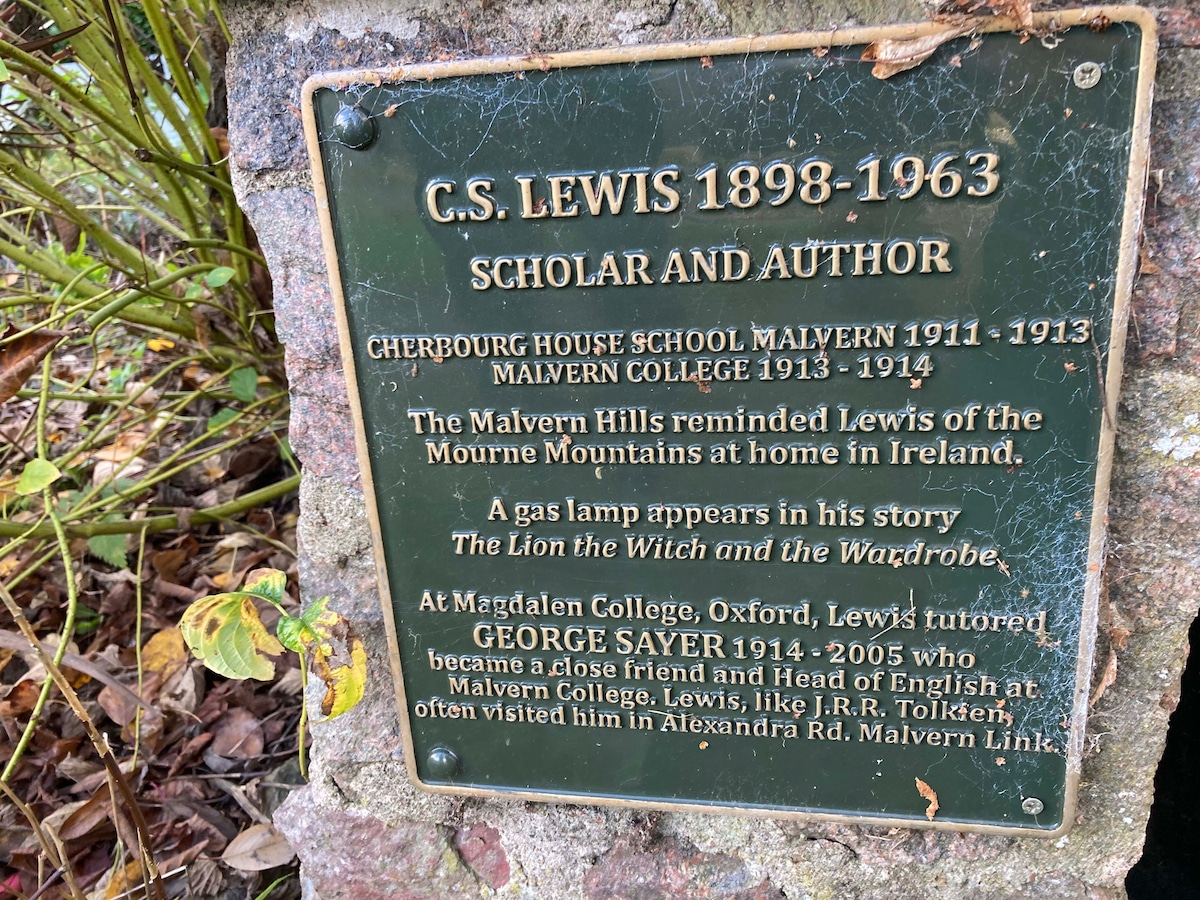 C.S. LEWIS 1898-1963
SCHOLAR AND AUTHOR
CHERBOURG HOUSE SCHOOL MALVERN 1911 - 1913
MALVERN COLLEGE 1913 - 1914
The Malvern Hills reminded Lewis of the
Mourne Mountains at home in Ireland.
A gas lamp appears in his story
The Lion the Witch and the Wardrobe.
At Magdalen College, Oxford, Lewis tutored
GEORGE SAYER 1914 - 2005 who
became a close friend and Head of English at
Malvern College. Lewis, like J.R.R. Tolkien,
often visited him in Alexandra Rd. Malvern Link.